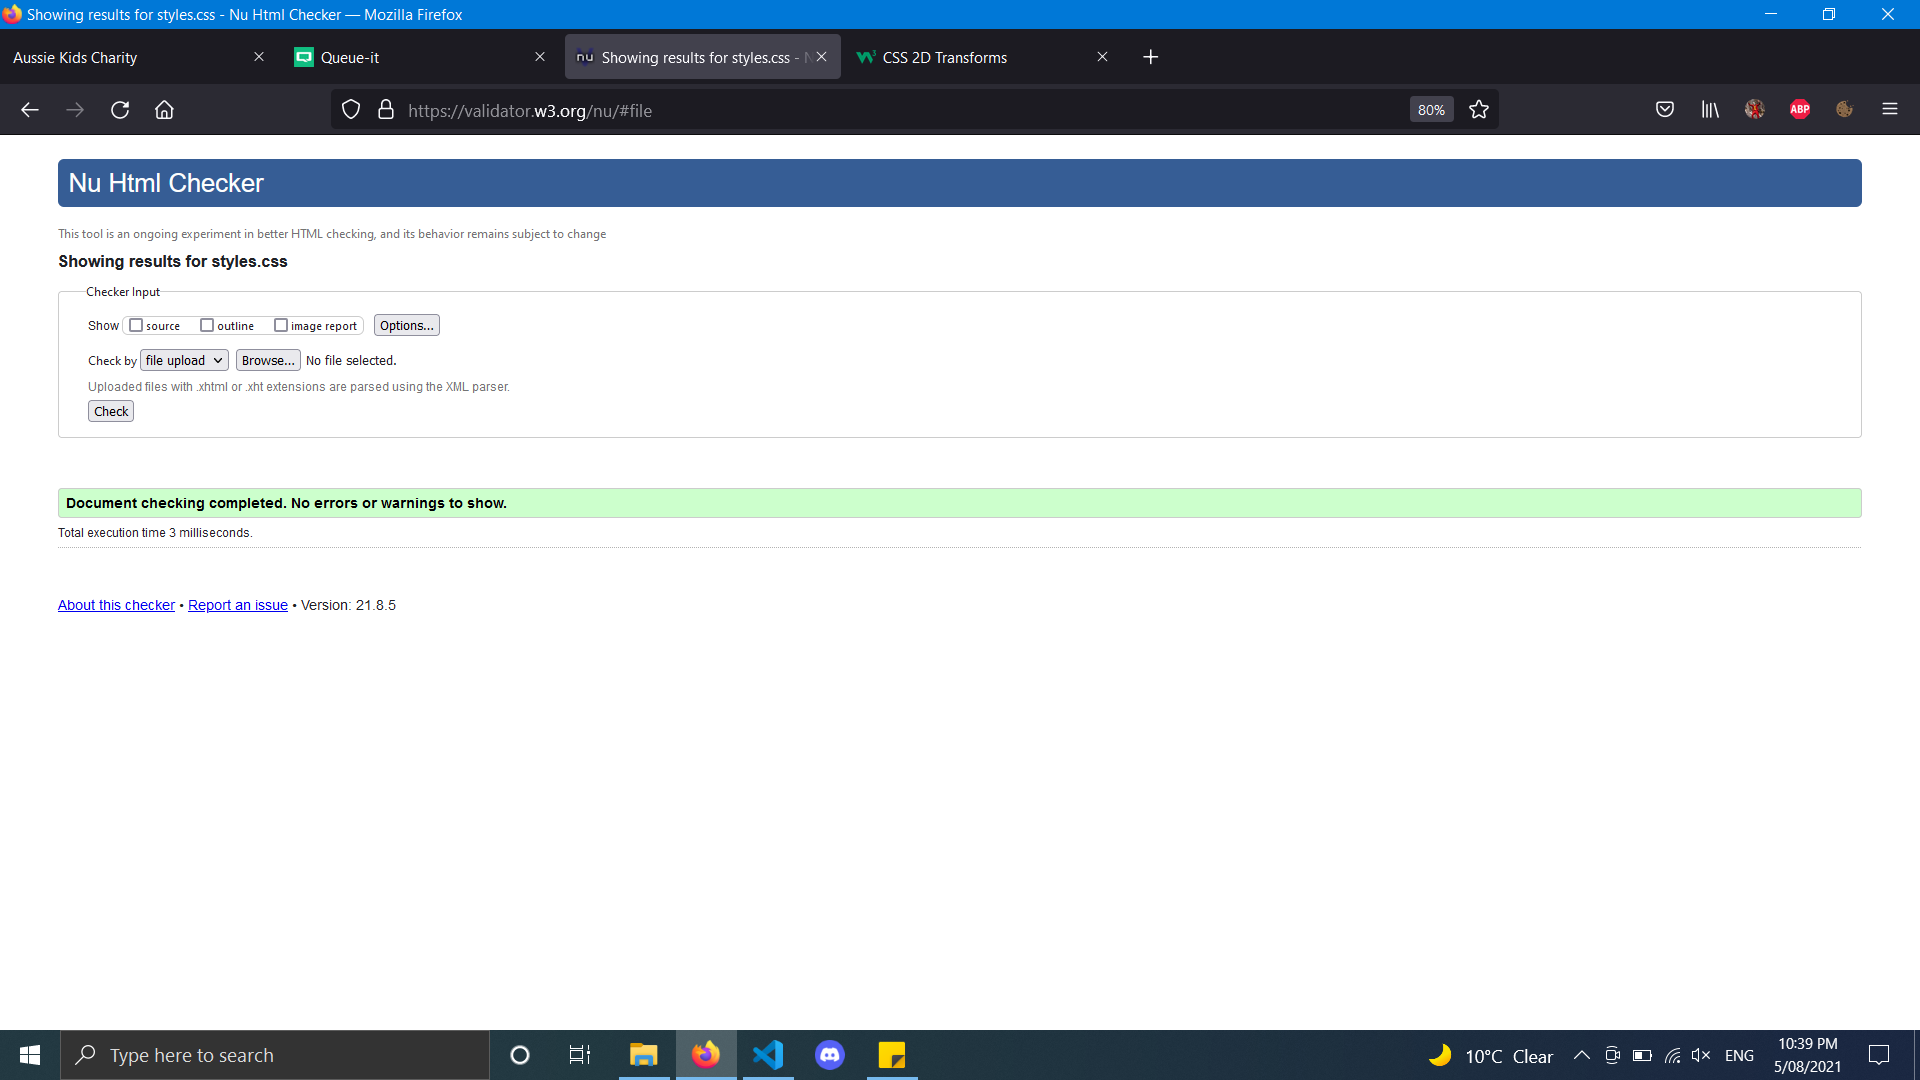 Showing results for styles.css - Nu Html Checker — Mozilla Firefox
Aussie Kids Charity
Queue-it
nu Showing results for styles.css - N
CSS 2D Transforms
https://validator.w3.org/nu/#file
80%
ABP
Nu Html Checker
This tool is an ongoing experiment in better HTML checking, and its behavior remains subject to change
Showing results for styles.css
Checker Input
Show source outline image report Options...
Check by file upload Browse... No file selected.
Uploaded files with .xhtml or .xht extensions are parsed using the XML parser.
Check
Document checking completed. No errors or warnings to show.
Total execution time 3 milliseconds.
About this checker • Report an issue • Version: 21.8.5
Type here to search
10°C Clear
ENG
10:39 PM
5/08/2021